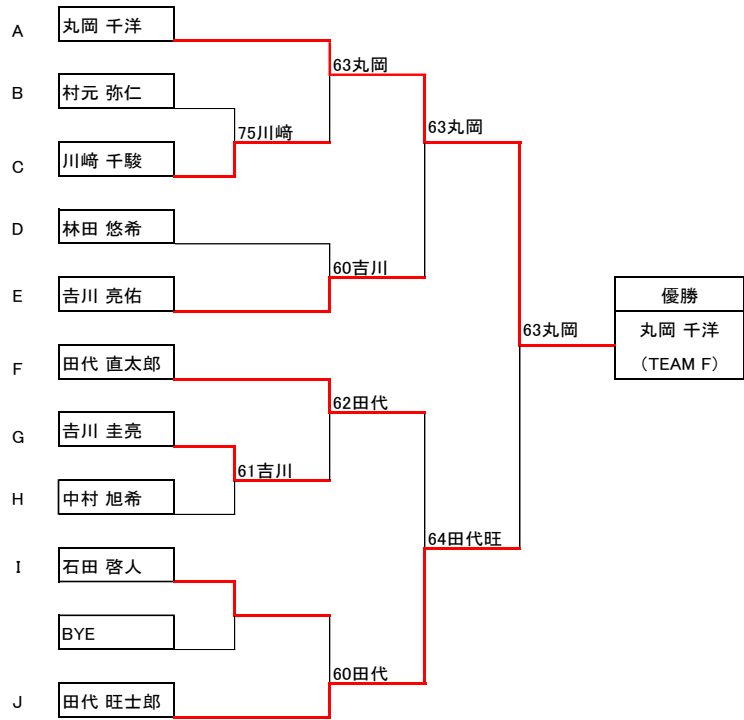 A 丸岡 千洋
63丸岡
B 村元 弥仁
75川﨑
63丸岡
C 川﨑 千駿
D 林田 悠希
60吉川
E 𠮷川 亮佑
優勝
63丸岡
丸岡 千洋
(TEAM F)
F 田代 直太郎
62田代
G 𠮷川 圭亮
61吉川
H 中村 旭希
64田代旺
I 石田 啓人
BYE
60田代
J 田代 旺士郎